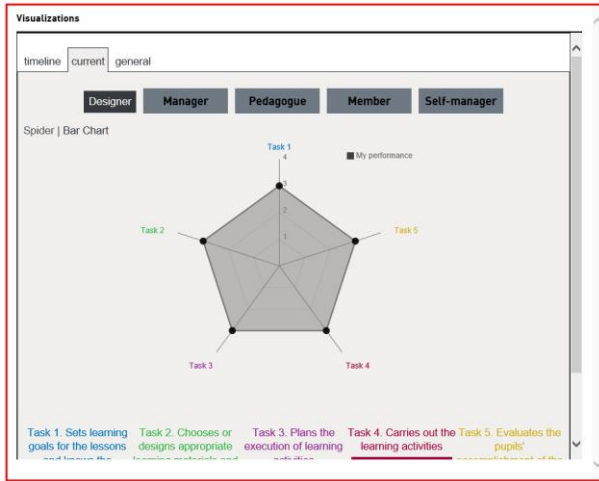 Visualizations
timeline current general
Designer Manager Pedagogue Member Self-manager
Spider | Bar Chart
Task 1
4
My performance
3
2
Task 2
Task 5
1
Task 3
Task 4
Task 1. Sets learning
goals for the lessons
Task 2. Chooses or
designs appropriate
Task 3. Plans the
execution of learning
Task 4. Carries out the
learning activities
Task 5. Evaluates the
pupils'